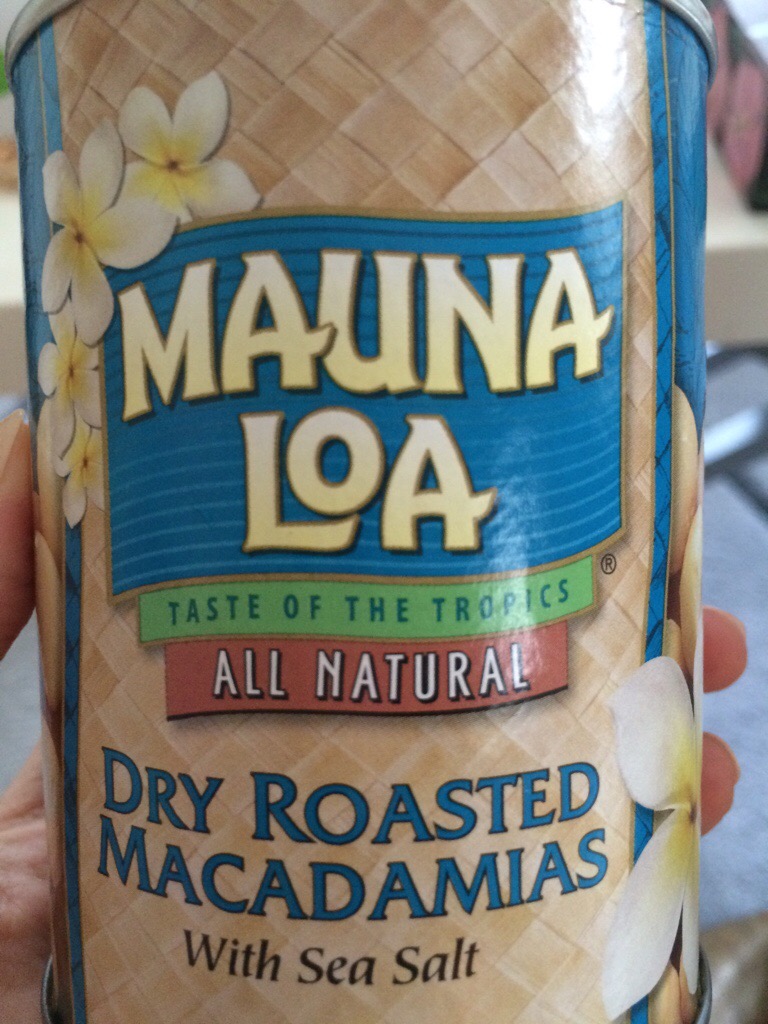 MAUNA
LOA
®
TASTE OF THE TROPICS
ALL NATURAL
DRY ROASTED
MACADAMIAS
With Sea Salt